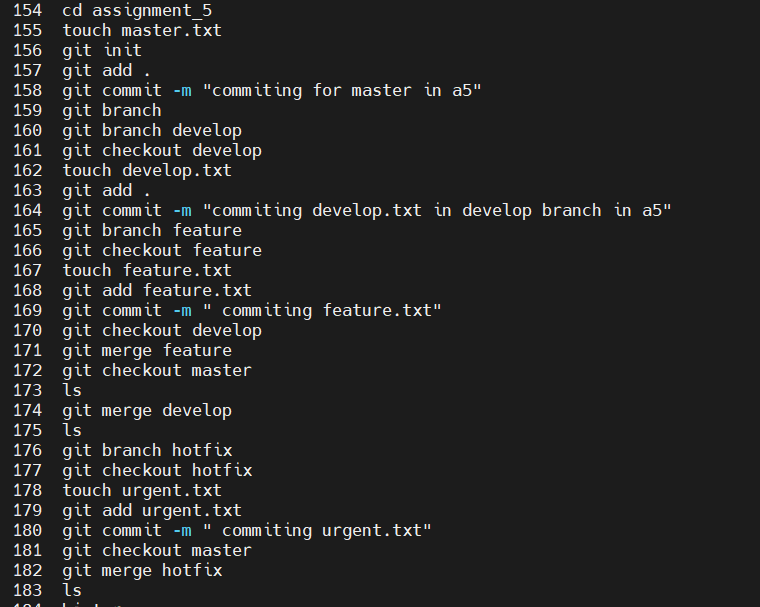 154 cd assignment_5
155 touch master.txt
156 git init
157 git add .
158 git commit -m "commiting for master in a5"
159 git branch
160 git branch develop
161 git checkout develop
162 touch develop.txt
163 git add .
164 git commit -m "commiting develop.txt in develop branch in a5"
165 git branch feature
166 git checkout feature
167 touch feature.txt
168 git add feature.txt
169 git commit -m " commiting feature.txt"
170 git checkout develop
171 git merge feature
172 git checkout master
173 ls
174 git merge develop
175 ls
176 git branch hotfix
177 git checkout hotfix
178 touch urgent.txt
179 git add urgent.txt
180 git commit -m " commiting urgent.txt"
181 git checkout master
182 git merge hotfix
183 ls